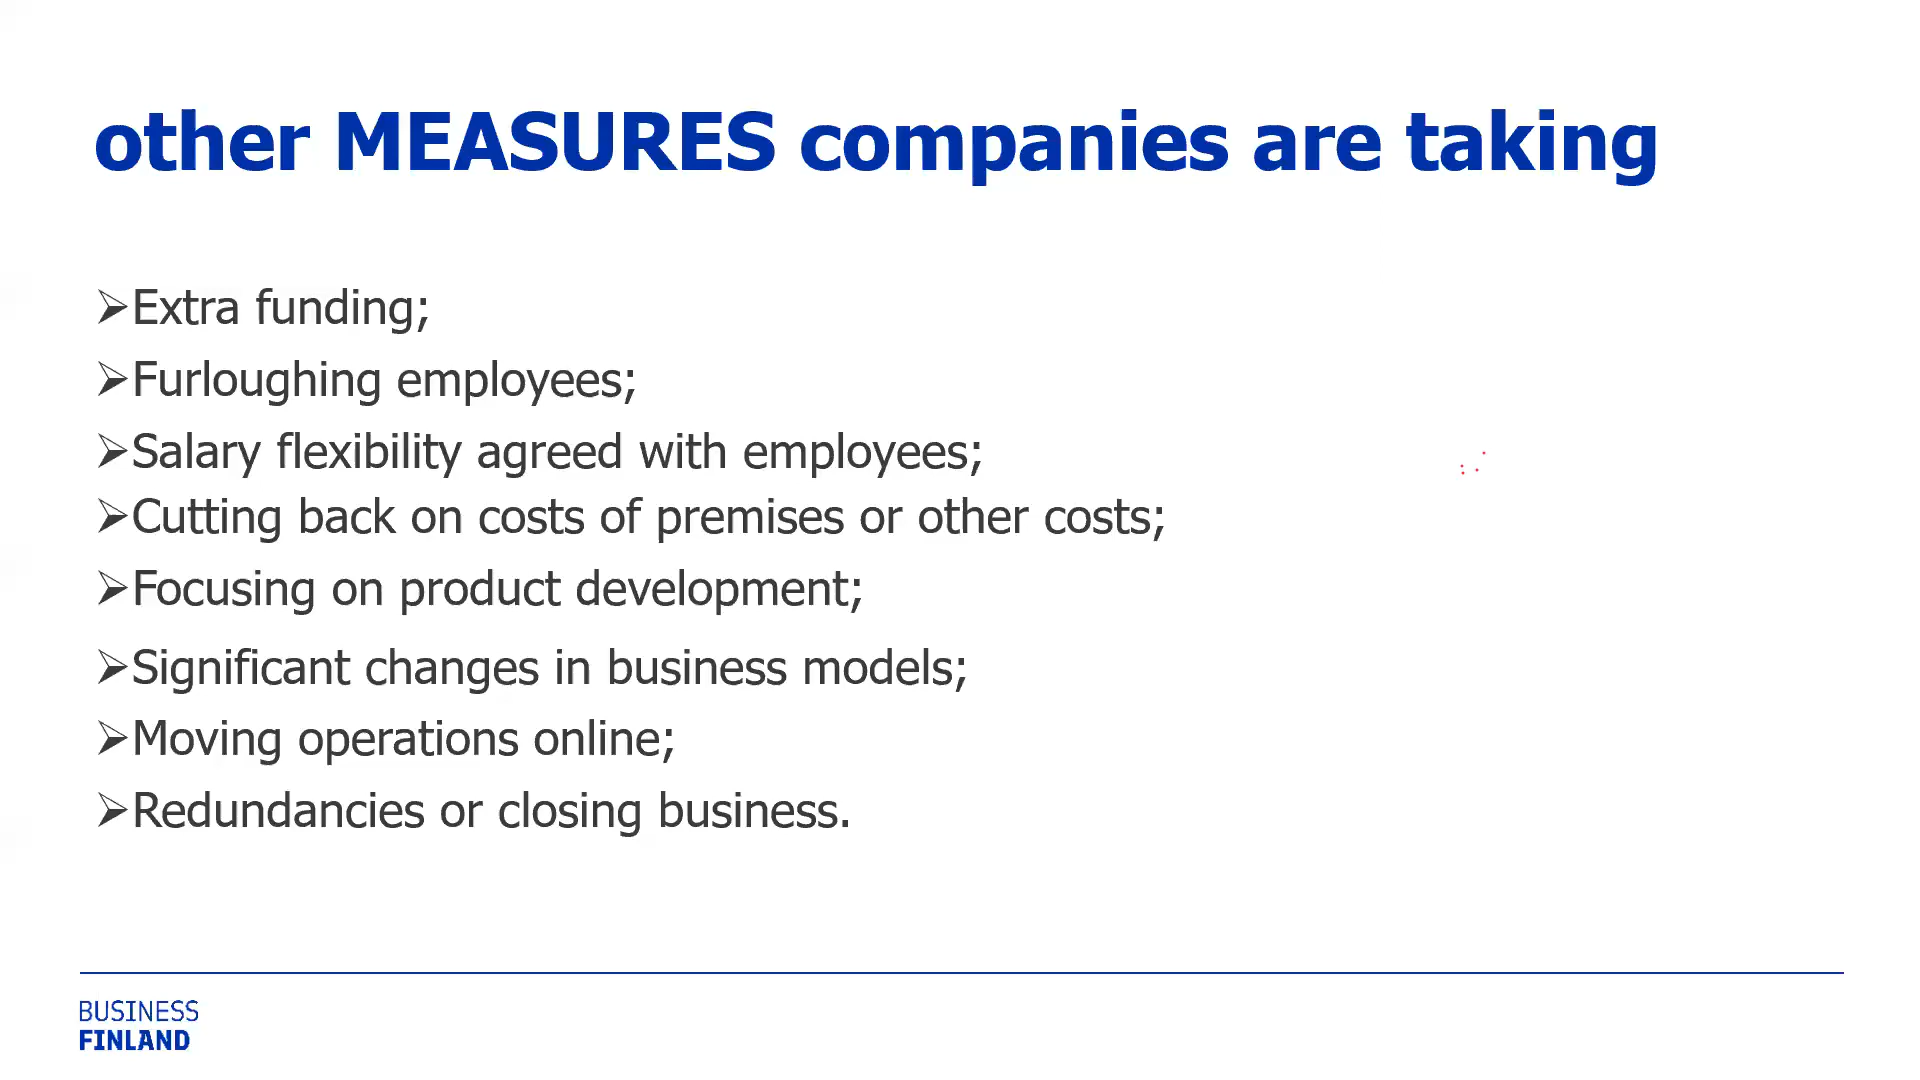 other MEASURES companies are taking
➢Extra funding;
➢Furloughing employees;
➢Salary flexibility agreed with employees;
➢Cutting back on costs of premises or other costs;
➢Focusing on product development;
➢Significant changes in business models;
➢Moving operations online;
➢Redundancies or closing business.
BUSINESS
FINLAND